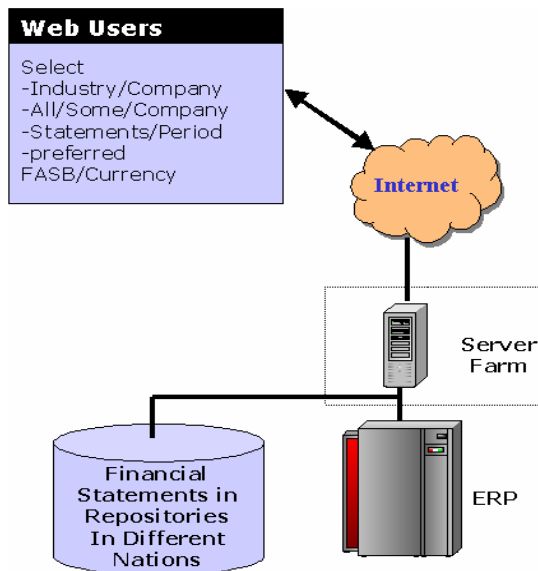 Web Users
Select
-Industry/Company
-All/Some/Company
-Statements/Period
-preferred
FASB/Currency
Internet
Server
Farm
Financial
Statements in
Repositories
In Different
Nations
ERP